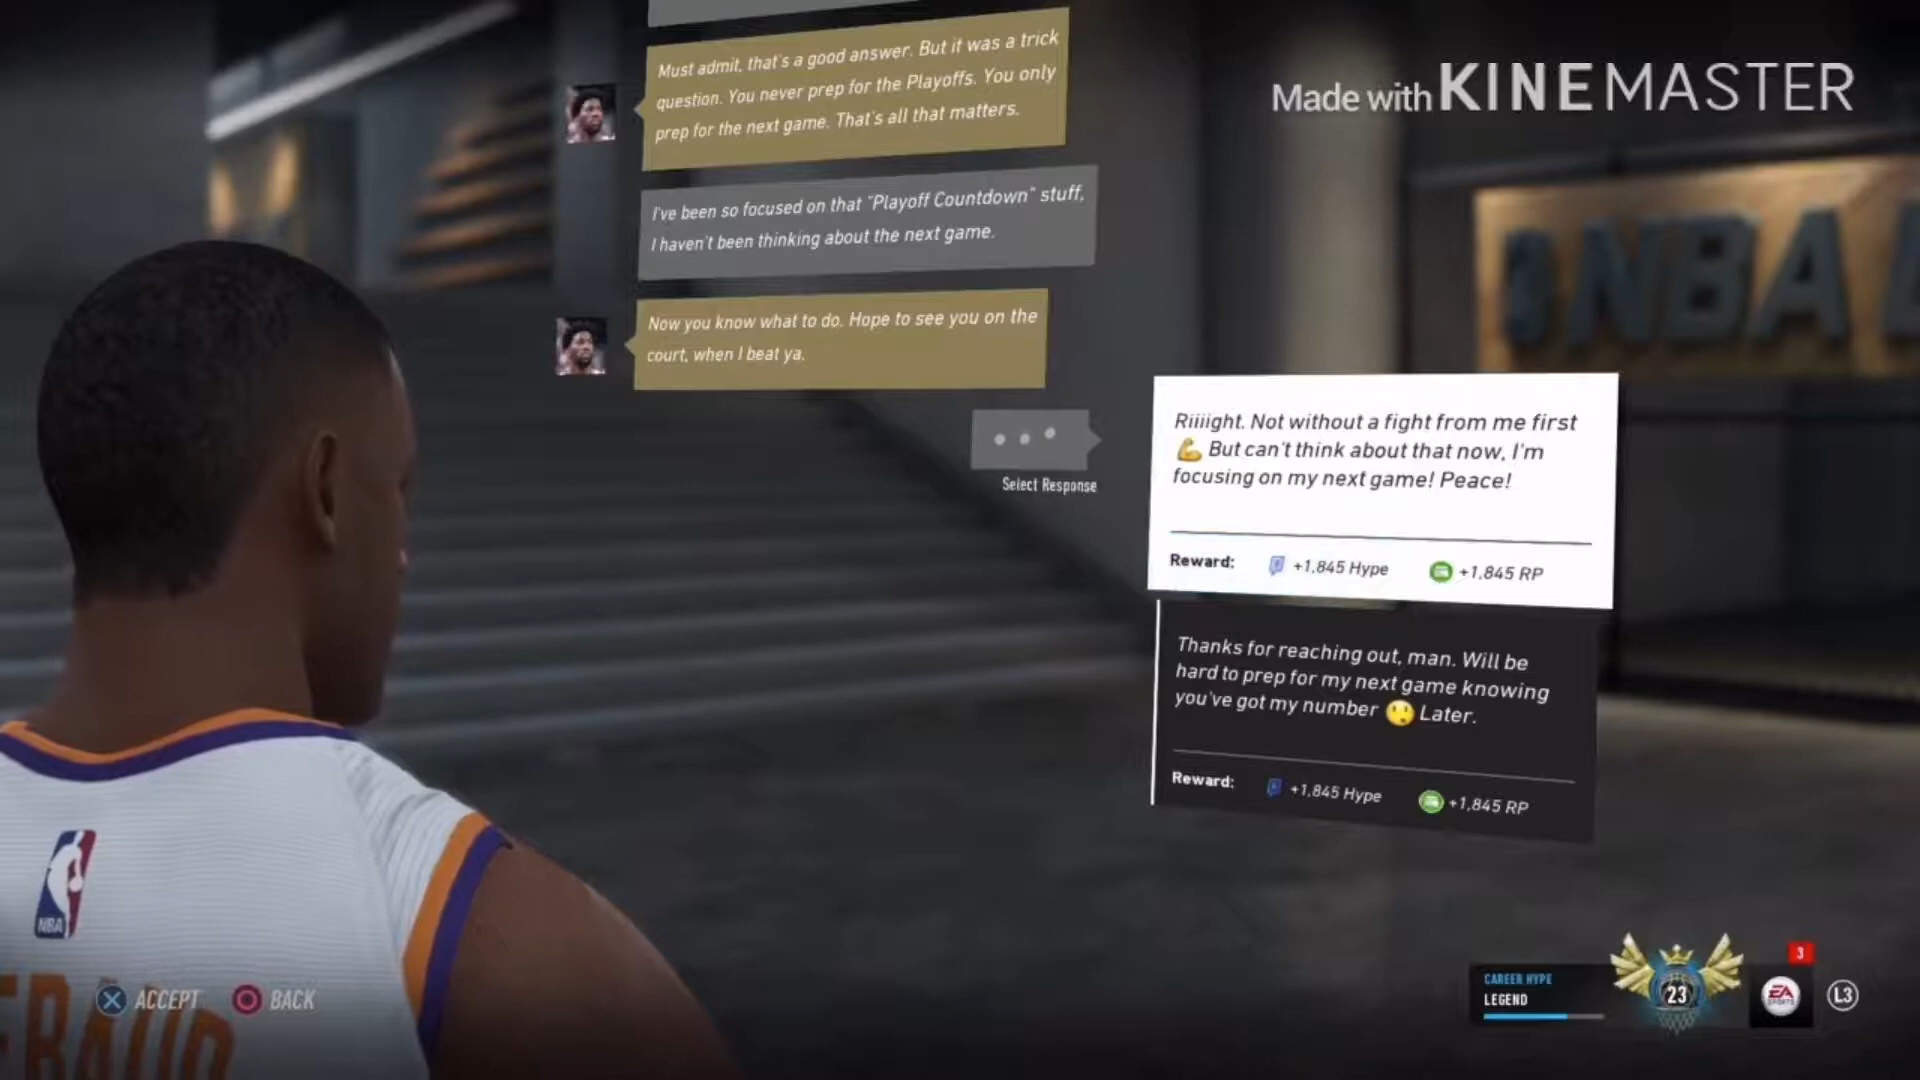 Made with KINEMASTER
Must admit, that's a good answer. But it was a trick
question. You never prep for the Playoffs. You only
prep for the next game. That's all that matters.
I've been so focused on that "Playoff Countdown" stuff,
I haven't been thinking about the next game.
Now you know what to do. Hope to see you on the
court, when I beat ya.
Select Response
Riiiight. Not without a fight from me first
💪 But can't think about that now, I'm
focusing on my next game! Peace!
Reward: +1,845 Hype +1,845 RP
Thanks for reaching out, man. Will be
hard to prep for my next game knowing
you've got my number 😯 Later.
Reward: +1,845 Hype +1,845 RP
NBA
NBA
ACCEPT BACK
CAREER HYPE
LEGEND
23
3
EA
SPORTS
L3